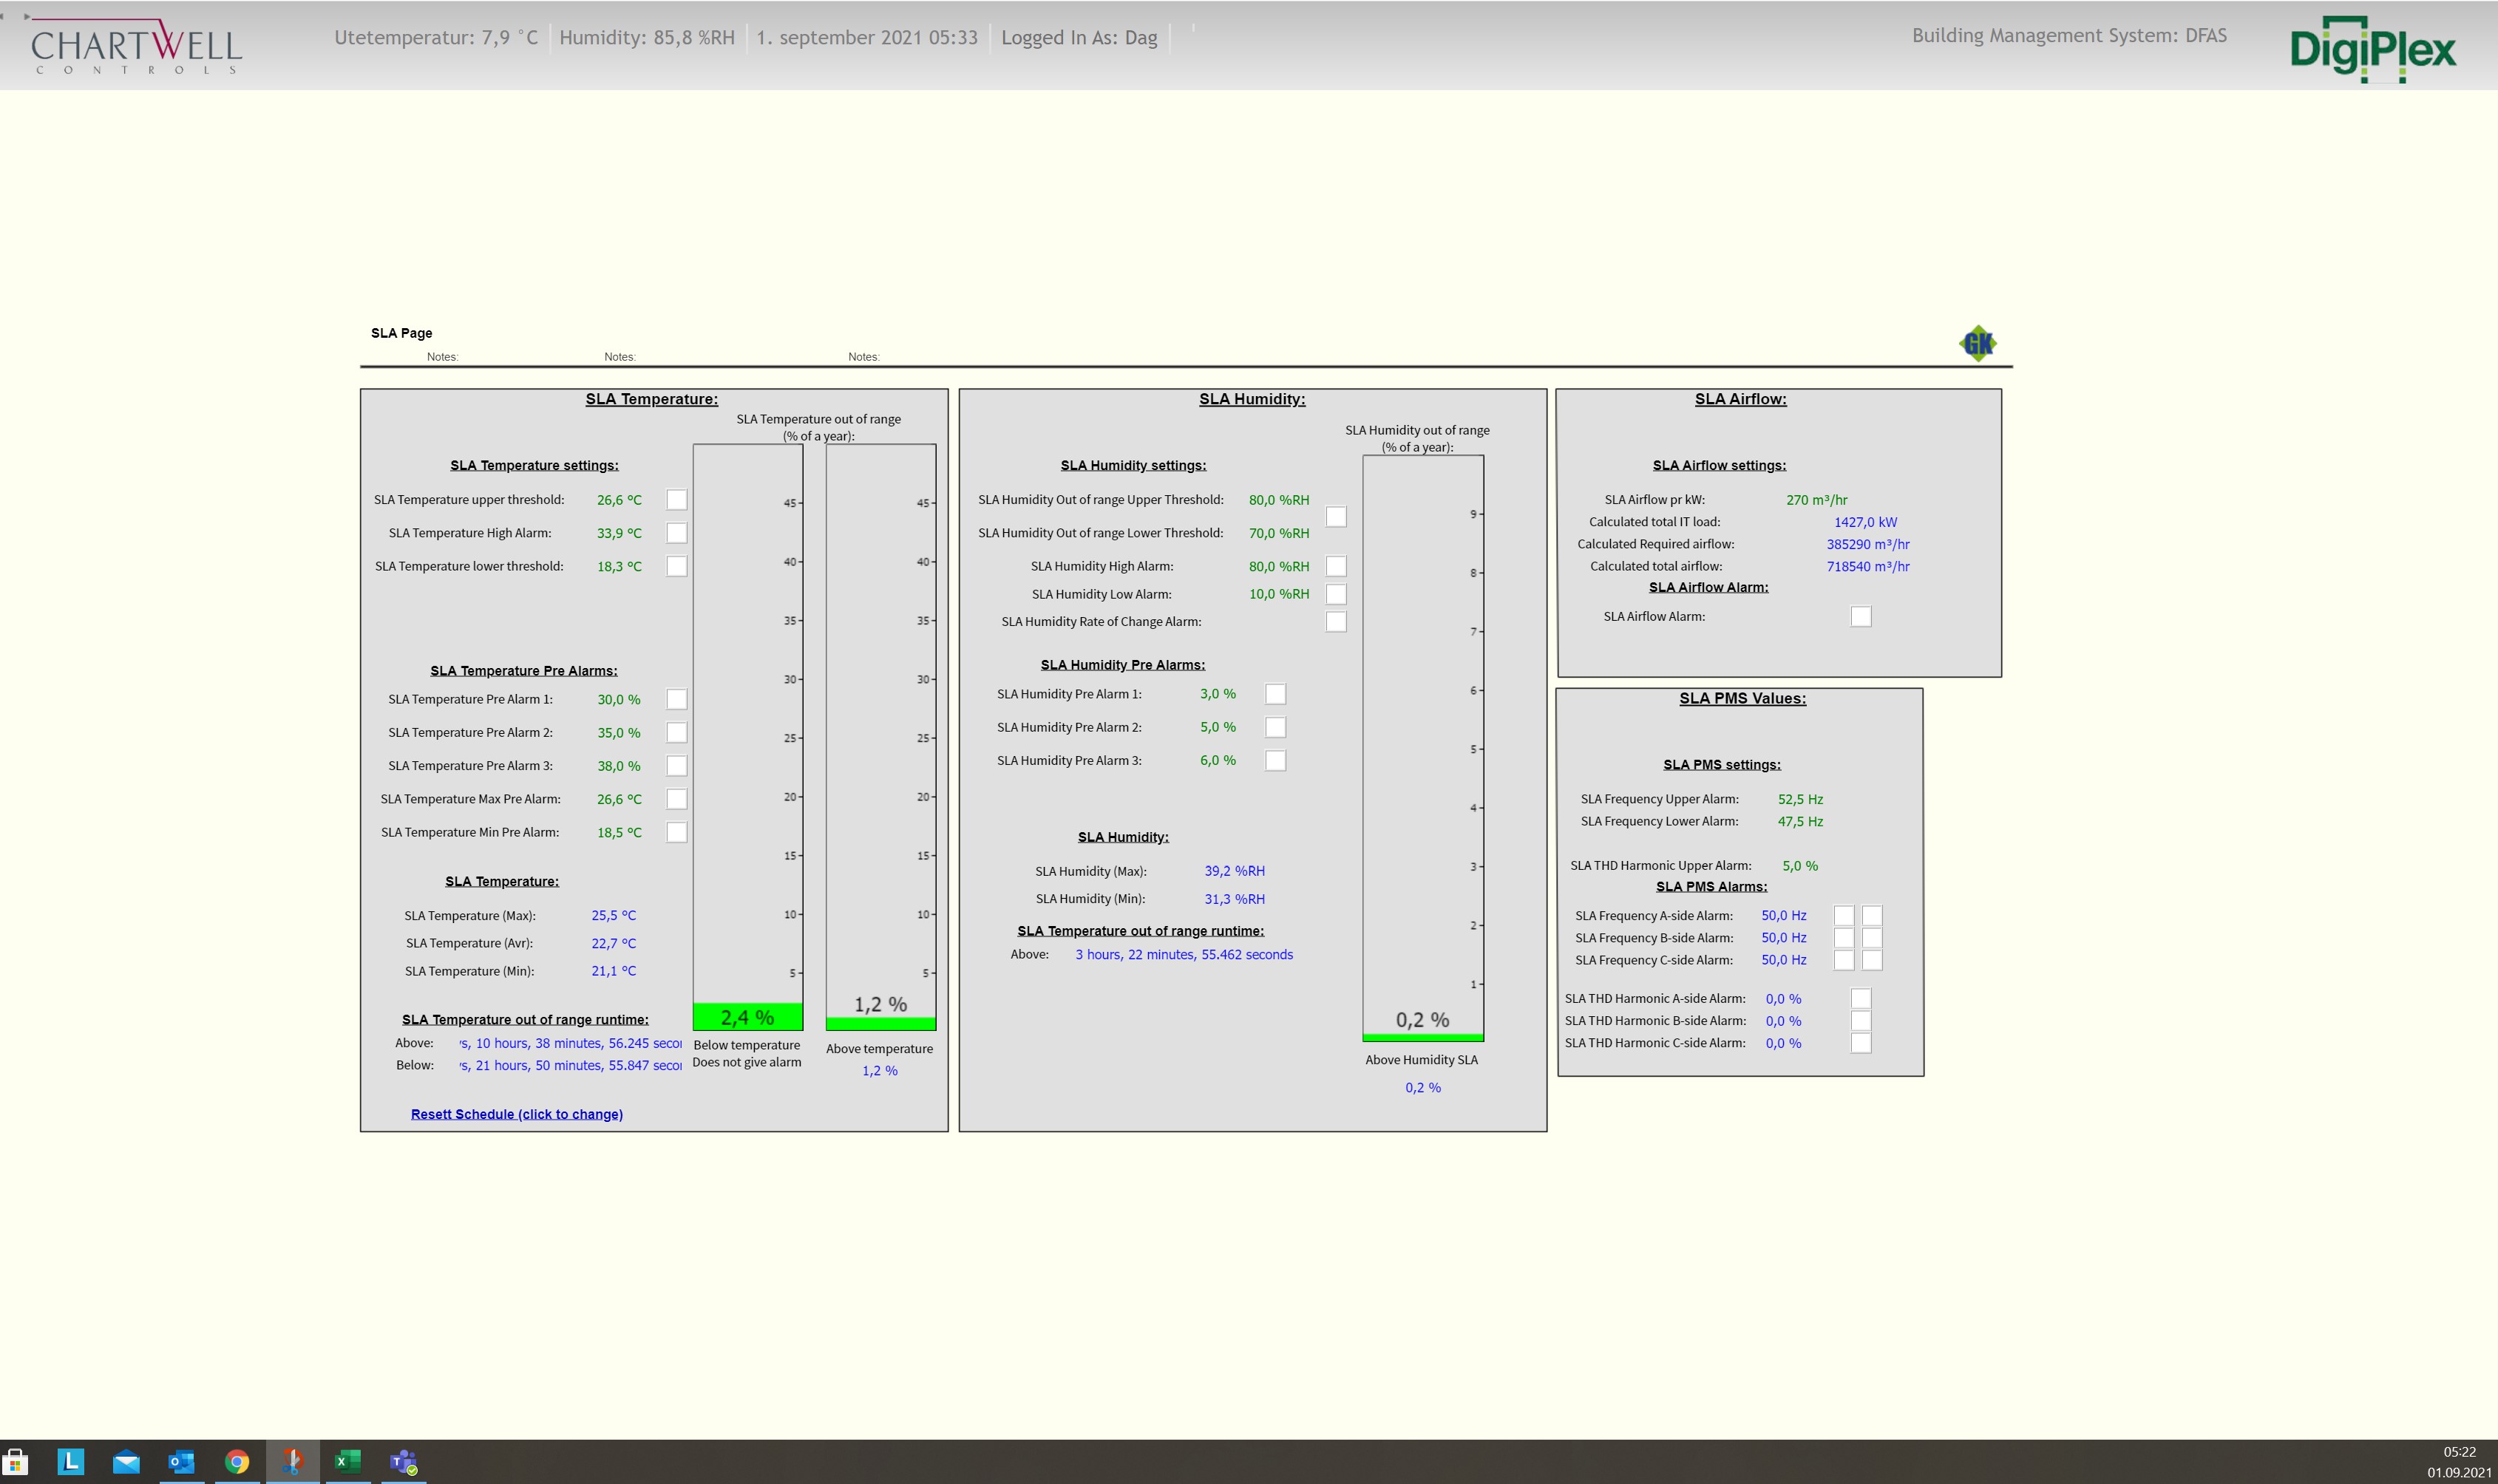 CHARTWELL
CONTROLS
Utetemperatur: 7,9 °C
Humidity: 85,8 %RH
1. september 2021 05:33
Logged In As: Dag
Building Management System: DFAS
DigiPlex
SLA Page
Notes:
Notes:
Notes:
GK
SLA Temperature:
SLA Temperature out of range
(% of a year):
SLA Temperature settings:
SLA Temperature upper threshold: 26,6 ºC
SLA Temperature High Alarm: 33,9 ºC
SLA Temperature lower threshold: 18,3 ºC
SLA Temperature Pre Alarms:
SLA Temperature Pre Alarm 1: 30,0 %
SLA Temperature Pre Alarm 2: 35,0 %
SLA Temperature Pre Alarm 3: 38,0 %
SLA Temperature Max Pre Alarm: 26,6 ºC
SLA Temperature Min Pre Alarm: 18,5 ºC
SLA Temperature:
SLA Temperature (Max): 25,5 ºC
SLA Temperature (Avr): 22,7 ºC
SLA Temperature (Min): 21,1 ºC
SLA Temperature out of range runtime:
Above: 10 hours, 38 minutes, 56.245
Below: 21 hours, 50 minutes, 55.847
Resett Schedule (click to change)
45
40
35
30
25
20
15
10
5
2,4 %
Below temperature
Does not give alarm
45
40
35
30
25
20
15
10
5
1,2 %
Above temperature
1,2 %
SLA Humidity:
SLA Humidity out of range
(% of a year):
SLA Humidity settings:
SLA Humidity Out of range Upper Threshold: 80,0 %RH
SLA Humidity Out of range Lower Threshold: 70,0 %RH
SLA Humidity High Alarm: 80,0 %RH
SLA Humidity Low Alarm: 10,0 %RH
SLA Humidity Rate of Change Alarm:
SLA Humidity Pre Alarms:
SLA Humidity Pre Alarm 1: 3,0 %
SLA Humidity Pre Alarm 2: 5,0 %
SLA Humidity Pre Alarm 3: 6,0 %
SLA Humidity:
SLA Humidity (Max): 39,2 %RH
SLA Humidity (Min): 31,3 %RH
SLA Temperature out of range runtime:
Above: 3 hours, 22 minutes, 55.462 seconds
9
8
7
6
5
4
3
2
1
0,2 %
Above Humidity SLA
0,2 %
SLA Airflow:
SLA Airflow settings:
SLA Airflow pr kW: 270 m³/hr
Calculated total IT load: 1427,0 kW
Calculated Required airflow: 385290 m³/hr
Calculated total airflow: 718540 m³/hr
SLA Airflow Alarm:
SLA Airflow Alarm:
SLA PMS Values:
SLA PMS settings:
SLA Frequency Upper Alarm: 52,5 Hz
SLA Frequency Lower Alarm: 47,5 Hz
SLA THD Harmonic Upper Alarm: 5,0 %
SLA PMS Alarms:
SLA Frequency A-side Alarm: 50,0 Hz
SLA Frequency B-side Alarm: 50,0 Hz
SLA Frequency C-side Alarm: 50,0 Hz
SLA THD Harmonic A-side Alarm: 0,0 %
SLA THD Harmonic B-side Alarm: 0,0 %
SLA THD Harmonic C-side Alarm: 0,0 %
05:22
01.09.2021